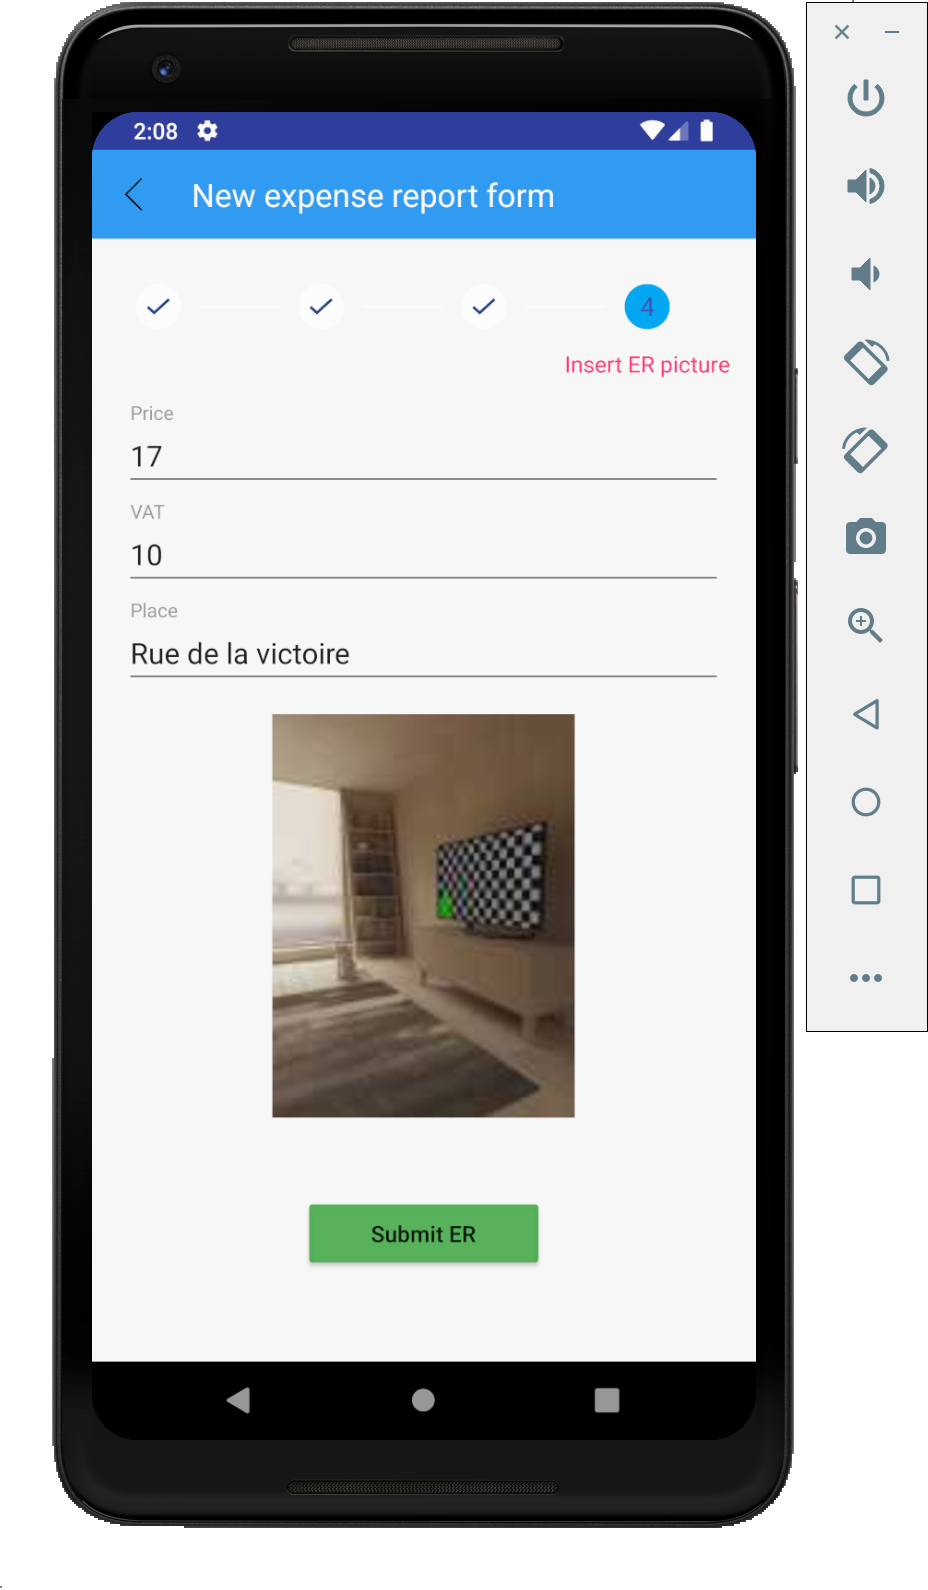 2:08
New expense report form
4
Insert ER picture
Price
17
VAT
10
Place
Rue de la victoire
Submit ER